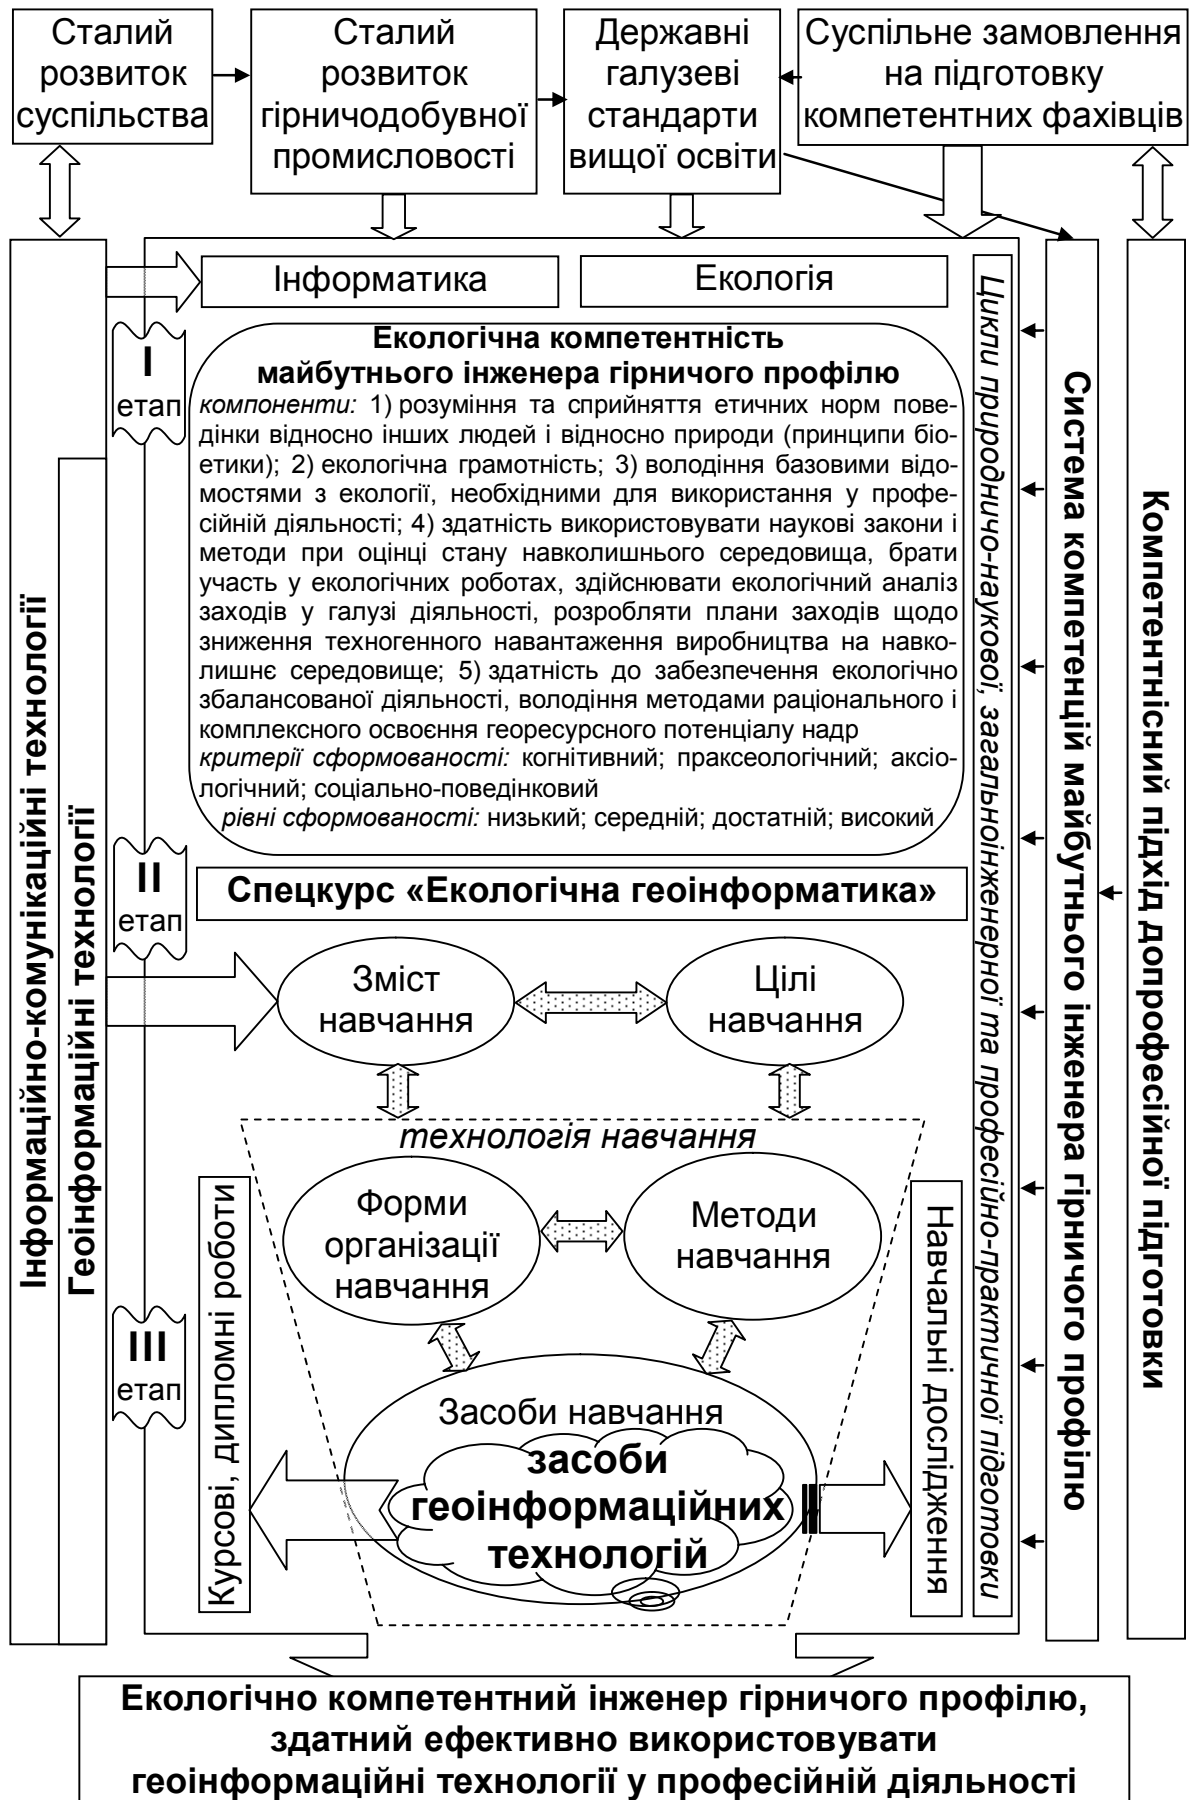 Сталий
розвиток
суспільства
Сталий
розвиток
гірничодобувної
промисловості
Державні
галузеві
стандарти
вищої освіти
Суспільне замовлення
на підготовку
компетентних фахівців
Інформаційно-комунікаційні технології
Геоінформаційні технології
I
етап
II
етап
III
етап
Інформатика
Екологія
Екологічна компетентність
майбутнього інженера гірничого профілю
компоненти: 1) розуміння та сприйняття етичних норм пове-
дінки відносно інших людей і відносно природи (принципи біо-
етики); 2) екологічна грамотність; 3) володіння базовими відо-
мостями з екології, необхідними для використання у профе-
сійній діяльності; 4) здатність використовувати наукові закони і
методи при оцінці стану навколишнього середовища, брати
участь у екологічних роботах, здійснювати екологічний аналіз
заходів у галузі діяльності, розробляти плани заходів щодо
зниження техногенного навантаження виробництва на навко-
лишнє середовище; 5) здатність до забезпечення екологічно
збалансованої діяльності, володіння методами раціонального і
комплексного освоєння георесурсного потенціалу надр
критерії сформованості: когнітивний; праксеологічний; аксіо-
логічний; соціально-поведінковий
рівні сформованості: низький; середній; достатній; високий
Спецкурс «Екологічна геоінформатика»
Зміст
навчання
Цілі
навчання
технологія навчання
Форми
організації
навчання
Методи
навчання
Засоби навчання
засоби
геоінформаційних
технологій
Курсові, дипломні роботи
Навчальні дослідження
Цикли природничо-наукової, загальноінженерної та професійно-практичної підготовки
Система компетенцій майбутнього інженера гірничого профілю
Компетентнісний підхід допрофесійної підготовки
Екологічно компетентний інженер гірничого профілю,
здатний ефективно використовувати
геоінформаційні технології у професійній діяльності